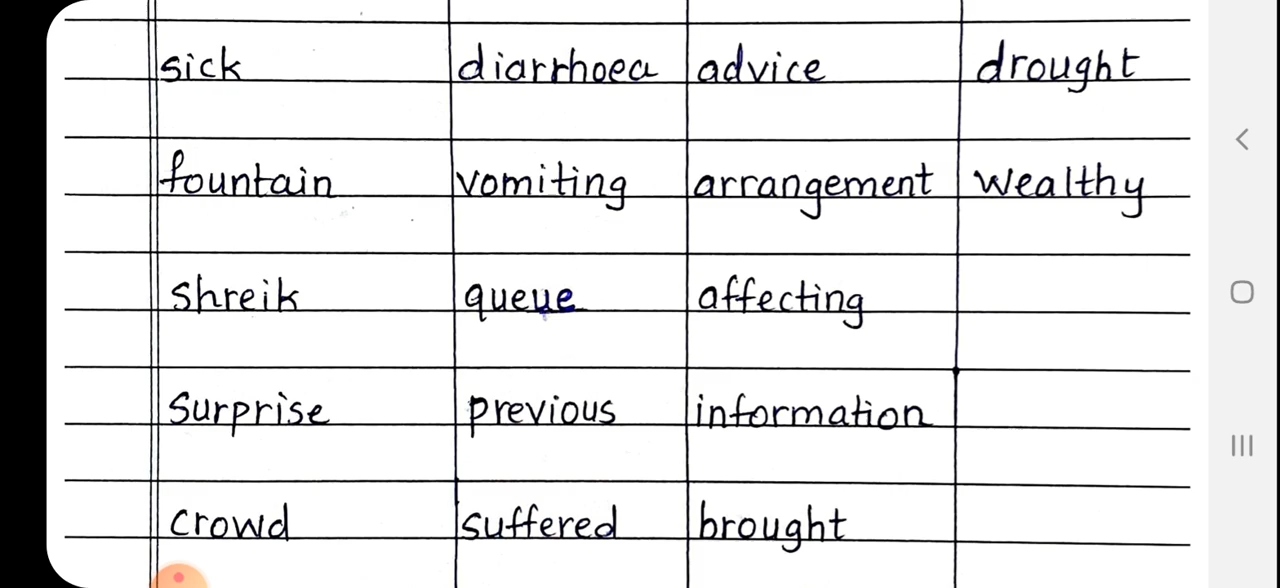 sick diarrhoea advice drought
fountain vomiting arrangement wealthy
shreik queue affecting
surprise previous information
crowd suffered brought